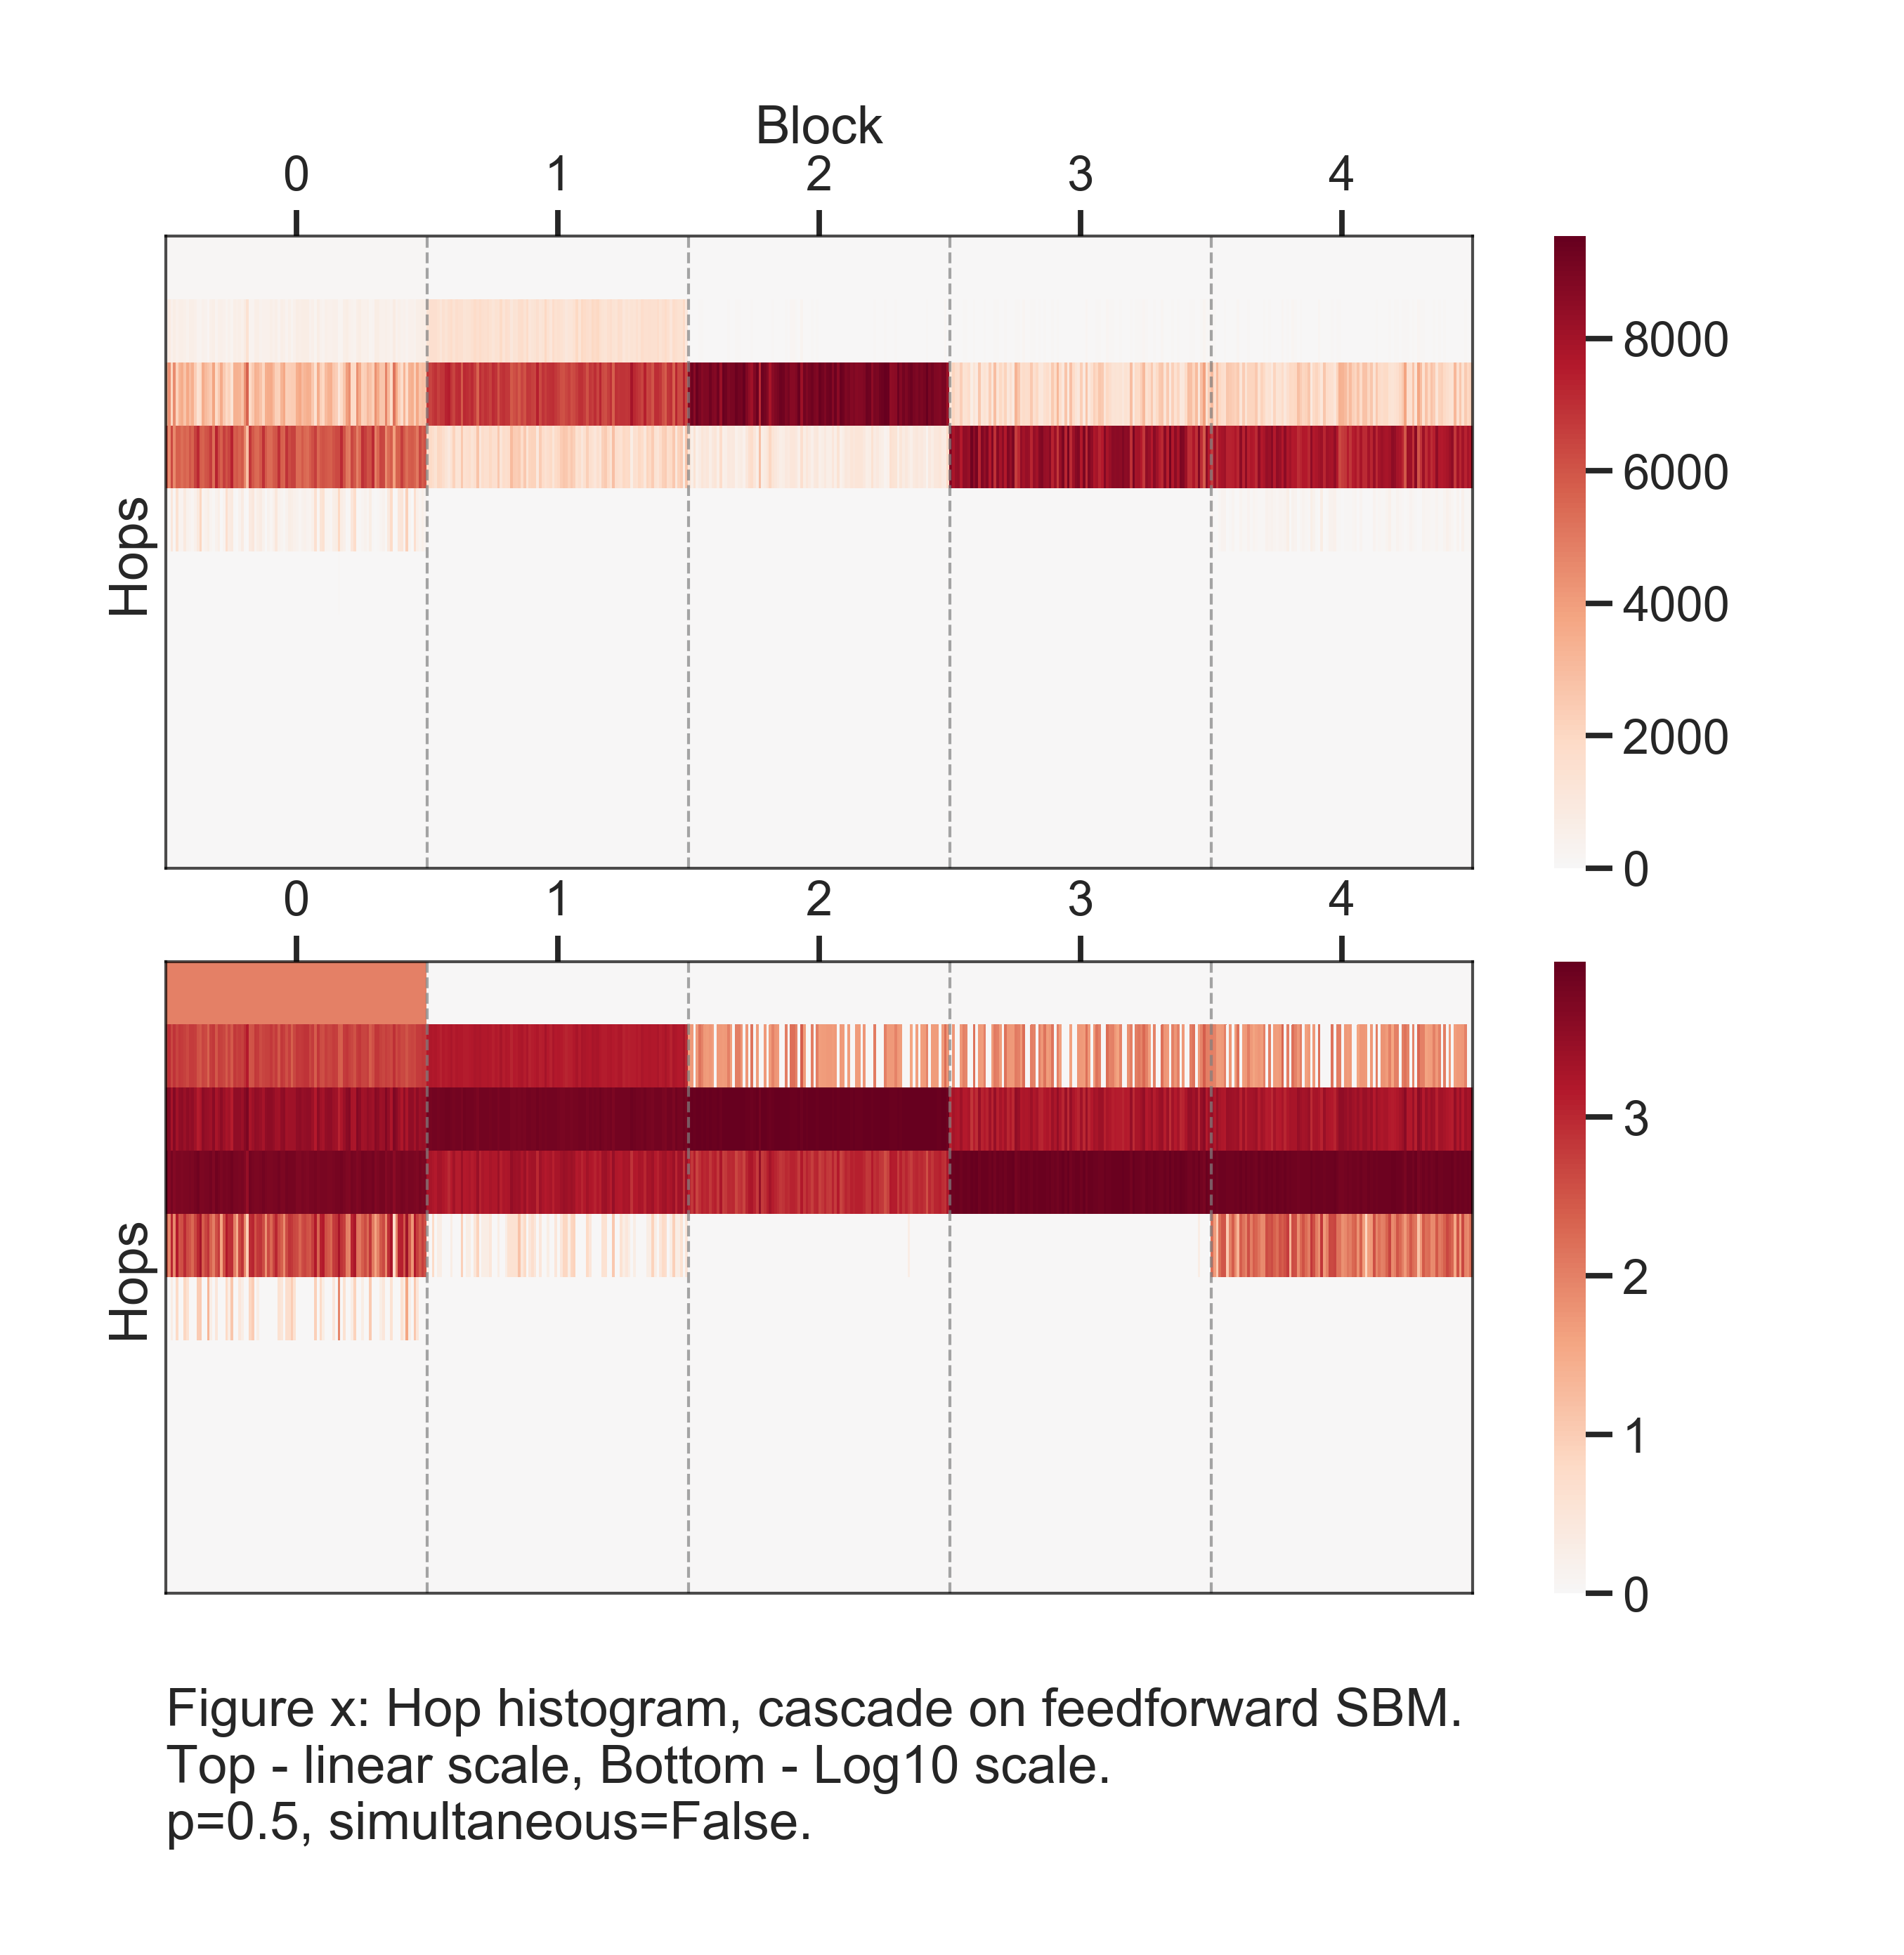 Block
0 1 2 3 4
Hops
8000
6000
4000
2000
0
0 1 2 3 4
Hops
3
2
1
0
Figure x: Hop histogram, cascade on feedforward SBM.
Top - linear scale, Bottom - Log10 scale.
p=0.5, simultaneous=False.